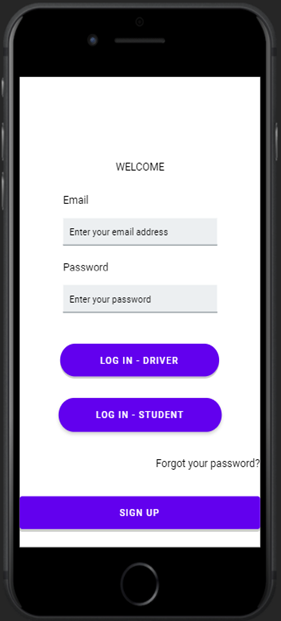 WELCOME
Email
Enter your email address
Password
Enter your password
LOG IN - DRIVER
LOG IN - STUDENT
Forgot your password?
SIGN UP